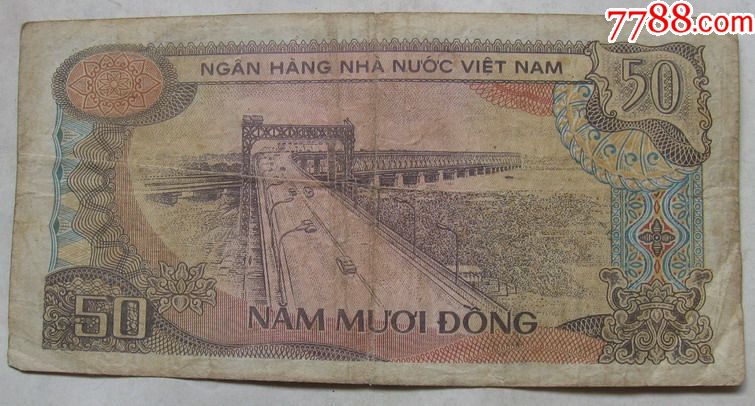 7788.com
NGÂN HÀNG NHÀ NƯỚC VIỆT NAM
50
50
NĂM MƯƠI ĐỒNG